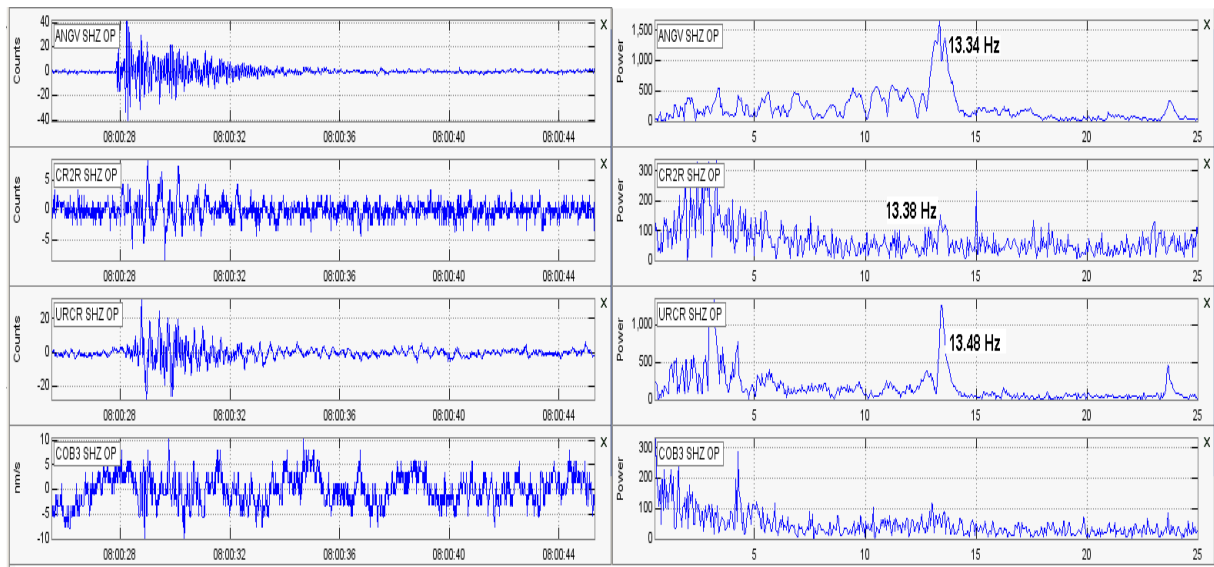 Counts
40
20
0
-20
-40
ANGV SHZ OP
X
08:00:28 08:00:32 08:00:36 08:00:40 08:00:44
Power
1,500
1,000
500
0
ANGV SHZ OP
13.34 Hz
X
5 10 15 20 25
Counts
5
0
-5
CR2R SHZ OP
X
08:00:28 08:00:32 08:00:36 08:00:40 08:00:44
Power
300
200
100
0
CR2R SHZ OP
13.38 Hz
X
5 10 15 20 25
Counts
20
0
-20
URCR SHZ OP
X
08:00:28 08:00:32 08:00:36 08:00:40 08:00:44
Power
1,000
500
0
URCR SHZ OP
13.48 Hz
X
5 10 15 20 25
nm/s
10
5
0
-5
-10
COB3 SHZ OP
X
08:00:28 08:00:32 08:00:36 08:00:40 08:00:44
Power
300
200
100
0
COB3 SHZ OP
X
5 10 15 20 25